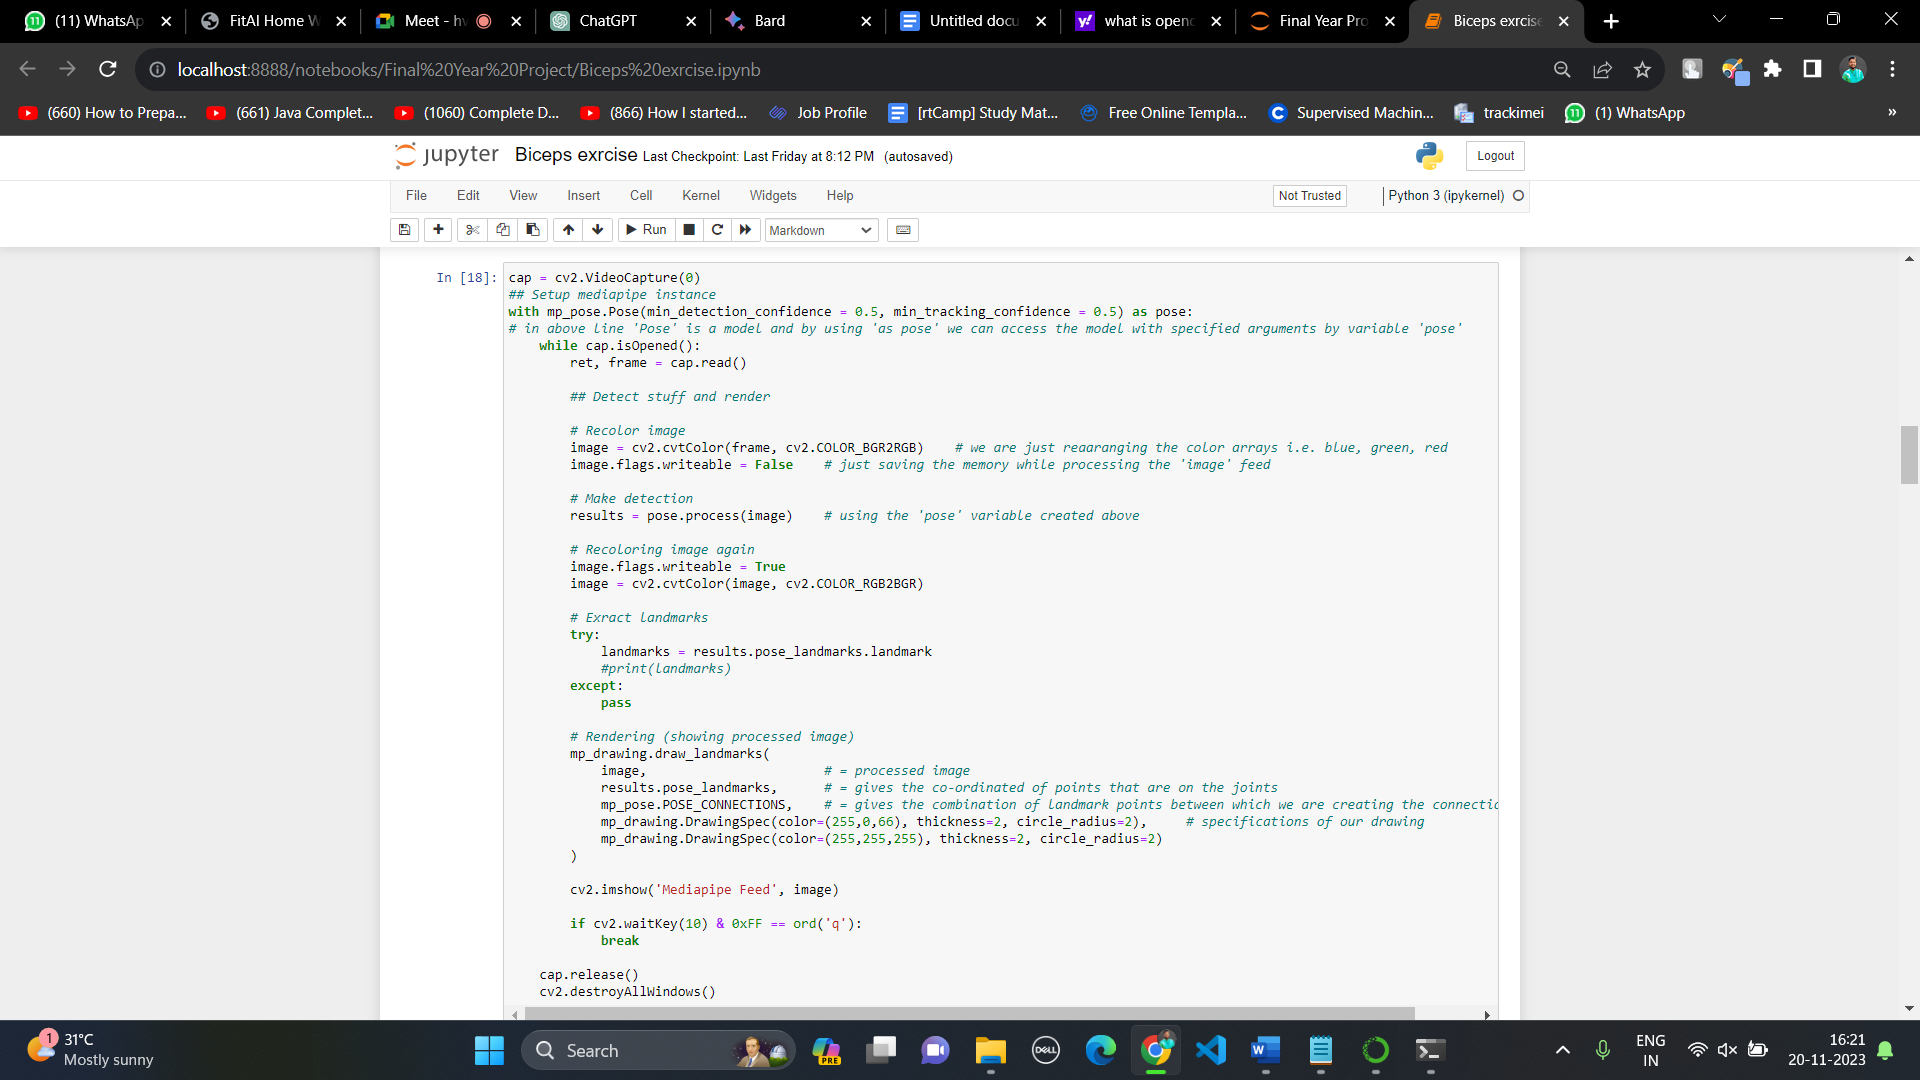 (11) WhatsAp
FitAI Home W
Meet - hv
ChatGPT
Bard
Untitled docu
what is openc
Final Year Pro
Biceps exrcise
localhost:8888/notebooks/Final%20Year%20Project/Biceps%20exrcise.ipynb
(660) How to Prepa...
(661) Java Complet...
(1060) Complete D...
(866) How I started...
Job Profile
[rtCamp] Study Mat...
Free Online Templa...
Supervised Machin...
trackimei
(1) WhatsApp
»
jupyter Biceps exrcise Last Checkpoint: Last Friday at 8:12 PM (autosaved)
Logout
File Edit View Insert Cell Kernel Widgets Help
Not Trusted
Python 3 (ipykernel)
Run
Markdown
In [18]: cap = cv2.VideoCapture(0)
## Setup mediapipe instance
with mp_pose.Pose(min_detection_confidence = 0.5, min_tracking_confidence = 0.5) as pose:
# in above line 'Pose' is a model and by using 'as pose' we can access the model with specified arguments by variable 'pose'
    while cap.isOpened():
        ret, frame = cap.read()
        ## Detect stuff and render
        # Recolor image
        image = cv2.cvtColor(frame, cv2.COLOR_BGR2RGB)    # we are just reaaranging the color arrays i.e. blue, green, red
        image.flags.writeable = False    # just saving the memory while processing the 'image' feed
        # Make detection
        results = pose.process(image)    # using the 'pose' variable created above
        # Recoloring image again
        image.flags.writeable = True
        image = cv2.cvtColor(image, cv2.COLOR_RGB2BGR)
        # Exract landmarks
        try:
            landmarks = results.pose_landmarks.landmark
            #print(landmarks)
        except:
            pass
        # Rendering (showing processed image)
        mp_drawing.draw_landmarks(
            image,                       # = processed image
            results.pose_landmarks,      # = gives the co-ordinated of points that are on the joints
            mp_pose.POSE_CONNECTIONS,    # = gives the combination of landmark points between which we are creating the connectio
            mp_drawing.DrawingSpec(color=(255,0,66), thickness=2, circle_radius=2),     # specifications of our drawing
            mp_drawing.DrawingSpec(color=(255,255,255), thickness=2, circle_radius=2)
        )
        cv2.imshow('Mediapipe Feed', image)
        if cv2.waitKey(10) & 0xFF == ord('q'):
            break
    cap.release()
    cv2.destroyAllWindows()
1
31°C
Mostly sunny
Search
PRE
DELL
ENG
IN
16:21
20-11-2023